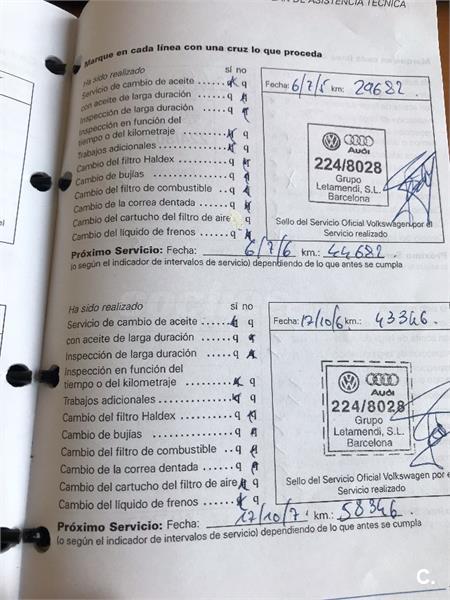 PLAN DE ASISTENCIA TÉCNICA
Marque en cada línea con una cruz lo que proceda
Ha sido realizado sí no
Servicio de cambio de aceite q
con aceite de larga duración q
Inspección de larga duración q
Inspección en función del
tiempo o del kilometraje q
Trabajos adicionales q
Cambio del filtro Haldex q
Cambio de bujías q
Cambio del filtro de combustible q
Cambio de la correa dentada q
Cambio del cartucho del filtro de aire
Cambio del líquido de frenos q
Fecha: 6/7/5 km: 29682
Audi
224/8028
Grupo
Letamendi, S.L.
Barcelona
Sello del Servicio Oficial Volkswagen por el
Servicio realizado
Próximo Servicio: Fecha: 6/7/6 km.: 44682
(o según el indicador de intervalos de servicio) dependiendo de lo que antes se cumpla
Ha sido realizado sí no
Servicio de cambio de aceite q
con aceite de larga duración q
Inspección de larga duración q
Inspección en función del
tiempo o del kilometraje q
Trabajos adicionales q
Cambio del filtro Haldex q
Cambio de bujías q
Cambio del filtro de combustible q
Cambio de la correa dentada q
Cambio del cartucho del filtro de aire q
Cambio del líquido de frenos q
Fecha: 17/10/6 km.: 43346.
Audi
224/8028
Grupo
Letamendi, S.L.
Barcelona
Sello del Servicio Oficial Volkswagen por e
Servicio realizado
Próximo Servicio: Fecha: 17/10/7. km.: 58346
(o según el indicador de intervalos de servicio) dependiendo de lo que antes se cumpla
C.